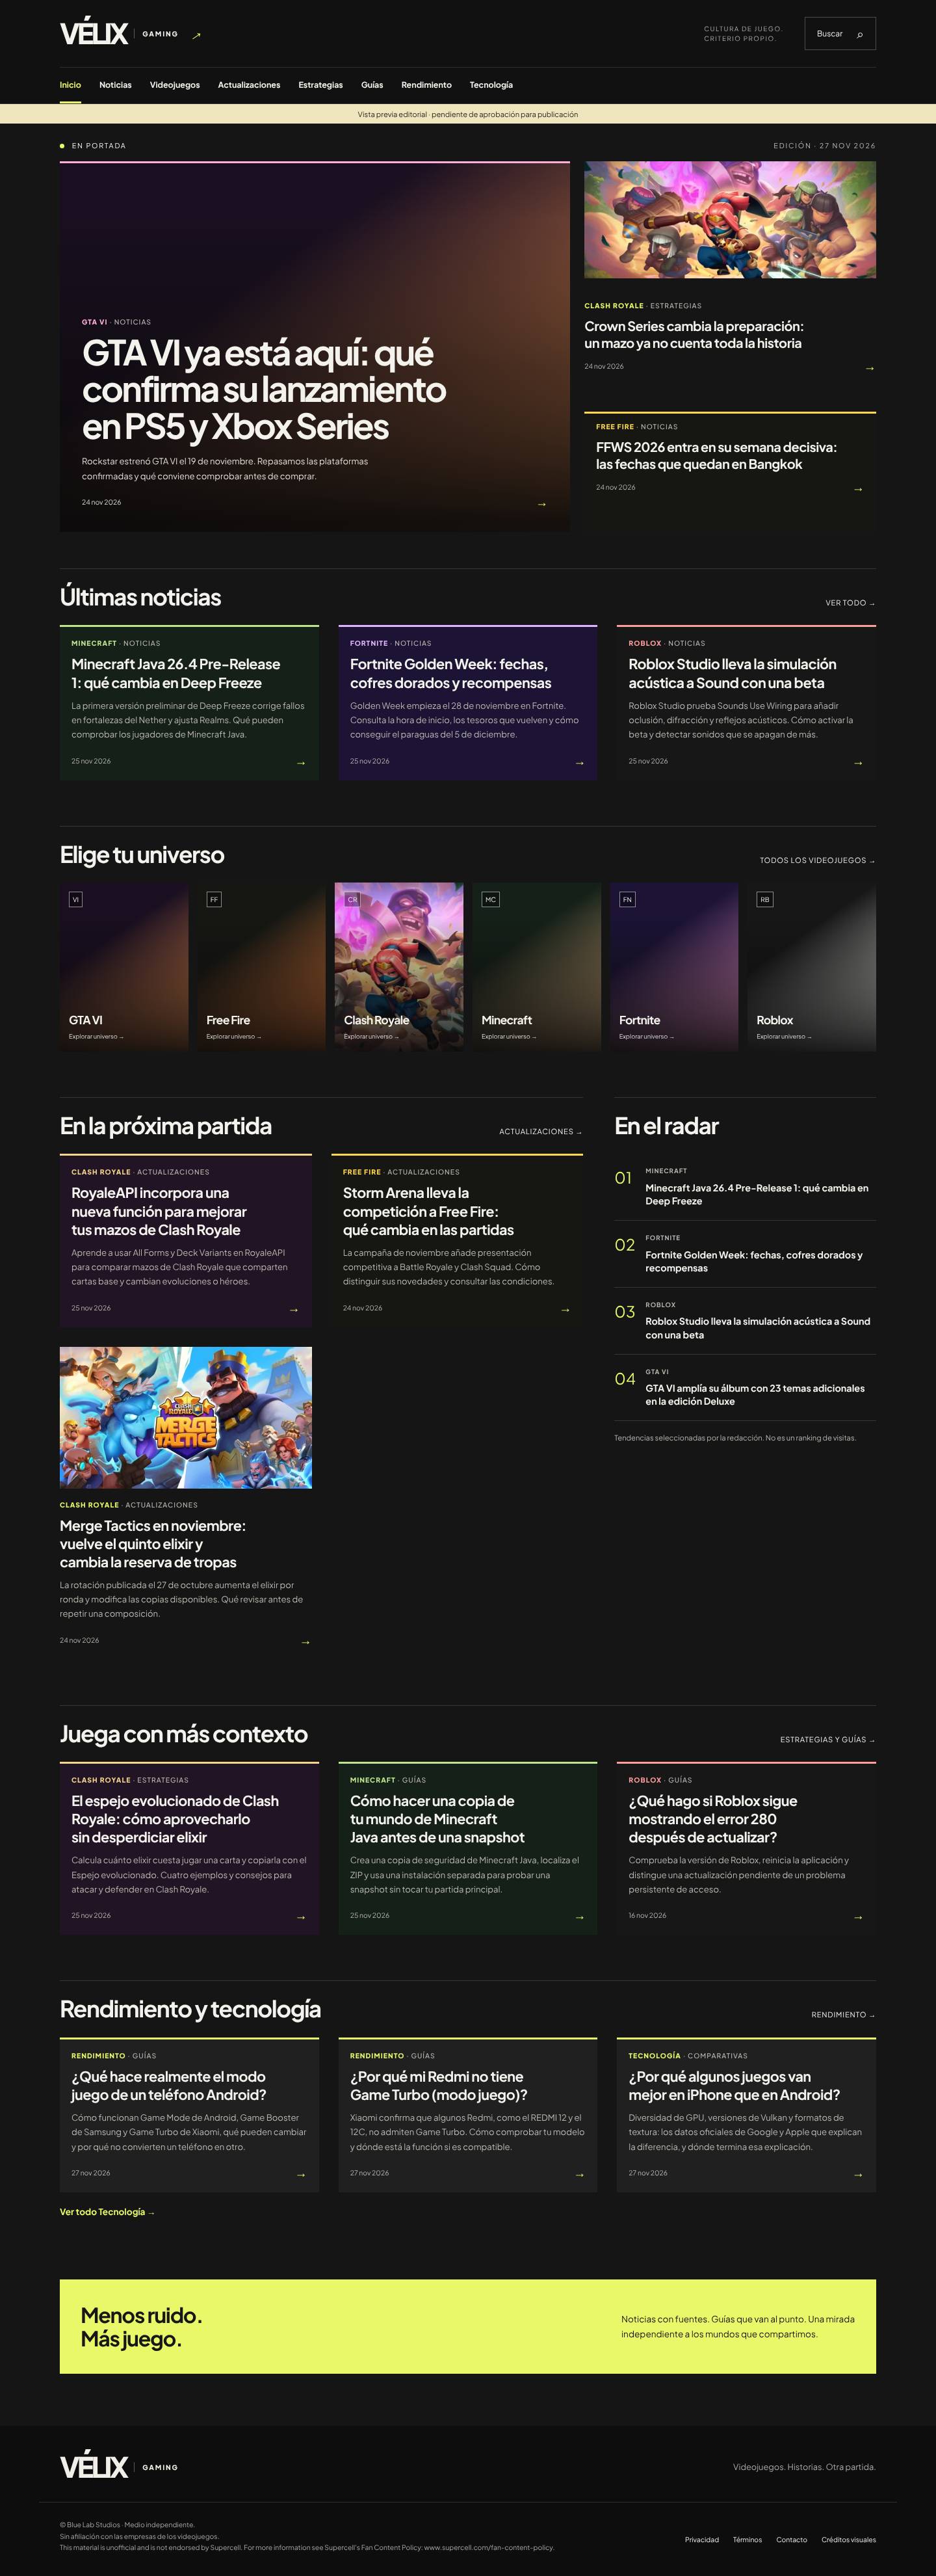 VÉLIX GAMING
CULTURA DE JUEGO.
CRITERIO PROPIO.
Buscar
Inicio Noticias Videojuegos Actualizaciones Estrategias Guías Rendimiento Tecnología
Vista previa editorial · pendiente de aprobación para publicación
EN PORTADA
EDICIÓN · 27 NOV 2026
GTA VI · NOTICIAS
GTA VI ya está aquí: qué
confirma su lanzamiento
en PS5 y Xbox Series
Rockstar estrenó GTA VI el 19 de noviembre. Repasamos las plataformas
confirmadas y qué conviene comprobar antes de comprar.
24 nov 2026 →
CLASH ROYALE · ESTRATEGIAS
Crown Series cambia la preparación:
un mazo ya no cuenta toda la historia
24 nov 2026 →
FREE FIRE · NOTICIAS
FFWS 2026 entra en su semana decisiva:
las fechas que quedan en Bangkok
24 nov 2026 →
Últimas noticias
VER TODO →
MINECRAFT · NOTICIAS
Minecraft Java 26.4 Pre-Release
1: qué cambia en Deep Freeze
La primera versión preliminar de Deep Freeze corrige fallos
en fortalezas del Nether y ajusta Realms. Qué pueden
comprobar los jugadores de Minecraft Java.
25 nov 2026 →
FORTNITE · NOTICIAS
Fortnite Golden Week: fechas,
cofres dorados y recompensas
Golden Week empieza el 28 de noviembre en Fortnite.
Consulta la hora de inicio, los tesoros que vuelven y cómo
conseguir el paraguas del 5 de diciembre.
25 nov 2026 →
ROBLOX · NOTICIAS
Roblox Studio lleva la simulación
acústica a Sound con una beta
Roblox Studio prueba Sounds Use Wiring para añadir
oclusión, difracción y reflejos acústicos. Cómo activar la
beta y detectar sonidos que se apagan de más.
25 nov 2026 →
Elige tu universo
TODOS LOS VIDEOJUEGOS →
VI
GTA VI
Explorar universo →
FF
Free Fire
Explorar universo →
CR
Clash Royale
Explorar universo →
MC
Minecraft
Explorar universo →
FN
Fortnite
Explorar universo →
RB
Roblox
Explorar universo →
En la próxima partida
ACTUALIZACIONES →
CLASH ROYALE · ACTUALIZACIONES
RoyaleAPI incorpora una
nueva función para mejorar
tus mazos de Clash Royale
Aprende a usar All Forms y Deck Variants en RoyaleAPI
para comparar mazos de Clash Royale que comparten
cartas base y cambian evoluciones o héroes.
25 nov 2026 →
FREE FIRE · ACTUALIZACIONES
Storm Arena lleva la
competición a Free Fire:
qué cambia en las partidas
La campaña de noviembre añade presentación
competitiva a Battle Royale y Clash Squad. Cómo
distinguir sus novedades y consultar las condiciones.
24 nov 2026 →
CLASH ROYALE
MERGE
TACTICS
CLASH ROYALE · ACTUALIZACIONES
Merge Tactics en noviembre:
vuelve el quinto elixir y
cambia la reserva de tropas
La rotación publicada el 27 de octubre aumenta el elixir por
ronda y modifica las copias disponibles. Qué revisar antes de
repetir una composición.
24 nov 2026 →
En el radar
01 MINECRAFT
Minecraft Java 26.4 Pre-Release 1: qué cambia en
Deep Freeze
02 FORTNITE
Fortnite Golden Week: fechas, cofres dorados y
recompensas
03 ROBLOX
Roblox Studio lleva la simulación acústica a Sound
con una beta
04 GTA VI
GTA VI amplía su álbum con 23 temas adicionales
en la edición Deluxe
Tendencias seleccionadas por la redacción. No es un ranking de visitas.
Juega con más contexto
ESTRATEGIAS Y GUÍAS →
CLASH ROYALE · ESTRATEGIAS
El espejo evolucionado de Clash
Royale: cómo aprovecharlo
sin desperdiciar elixir
Calcula cuánto elixir cuesta jugar una carta y copiarla con el
Espejo evolucionado. Cuatro ejemplos y consejos para
atacar y defender en Clash Royale.
25 nov 2026 →
MINECRAFT · GUÍAS
Cómo hacer una copia de
tu mundo de Minecraft
Java antes de una snapshot
Crea una copia de seguridad de Minecraft Java, localiza el
ZIP y usa una instalación separada para probar una
snapshot sin tocar tu partida principal.
25 nov 2026 →
ROBLOX · GUÍAS
¿Qué hago si Roblox sigue
mostrando el error 280
después de actualizar?
Comprueba la versión de Roblox, reinicia la aplicación y
distingue una actualización pendiente de un problema
persistente de acceso.
16 nov 2026 →
Rendimiento y tecnología
RENDIMIENTO →
RENDIMIENTO · GUÍAS
¿Qué hace realmente el modo
juego de un teléfono Android?
Cómo funcionan Game Mode de Android, Game Booster
de Samsung y Game Turbo de Xiaomi, qué pueden cambiar
y por qué no convierten un teléfono en otro.
27 nov 2026 →
RENDIMIENTO · GUÍAS
¿Por qué mi Redmi no tiene
Game Turbo (modo juego)?
Xiaomi confirma que algunos Redmi, como el REDMI 12 y el
12C, no admiten Game Turbo. Cómo comprobar tu modelo
y dónde está la función si es compatible.
27 nov 2026 →
TECNOLOGÍA · COMPARATIVAS
¿Por qué algunos juegos van
mejor en iPhone que en Android?
Diversidad de GPU, versiones de Vulkan y formatos de
textura: los datos oficiales de Google y Apple que explican
la diferencia, y dónde termina esa explicación.
27 nov 2026 →
Ver todo Tecnología →
Menos ruido.
Más juego.
Noticias con fuentes. Guías que van al punto. Una mirada
independiente a los mundos que compartimos.
VÉLIX GAMING
Videojuegos. Historias. Otra partida.
© Blue Lab Studios · Medio independiente.
Sin afiliación con las empresas de los videojuegos.
This material is unofficial and is not endorsed by Supercell. For more information see Supercell's Fan Content Policy: www.supercell.com/fan-content-policy.
Privacidad Términos Contacto Créditos visuales